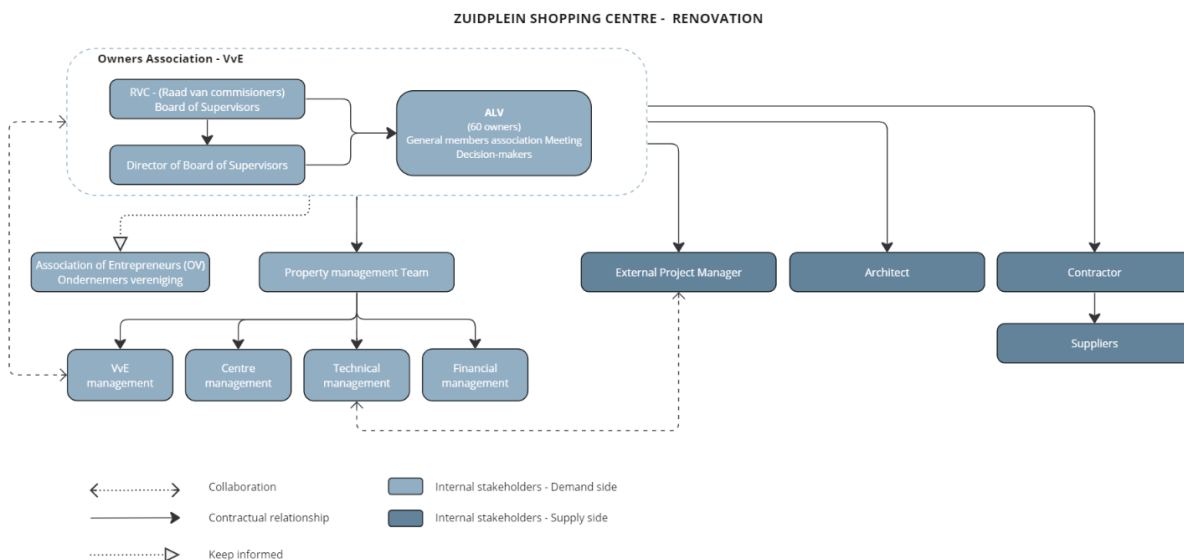 ZUIDPLEIN SHOPPING CENTRE - RENOVATION
Owners Association - VvE
RVC - (Raad van commisioners)
Board of Supervisors
Director of Board of Supervisors
ALV
(60 owners)
General members association Meeting
Decision-makers
Association of Entrepreneurs (OV)
Ondernemers vereniging
Property management Team
External Project Manager
Architect
Contractor
Suppliers
VvE
management
Centre
management
Technical
management
Financial
management
Collaboration
Internal stakeholders - Demand side
Contractual relationship
Internal stakeholders - Supply side
Keep informed